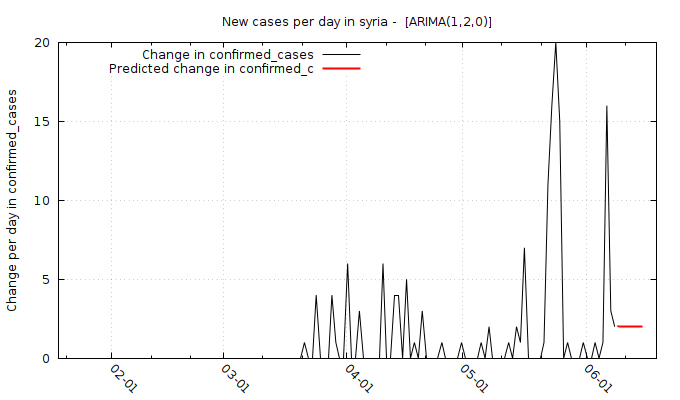 New cases per day in syria -  [ARIMA(1,2,0)]
Change in confirmed_cases
Predicted change in confirmed_c
Change per day in confirmed_cases
20
15
10
5
0
02-01
03-01
04-01
05-01
06-01